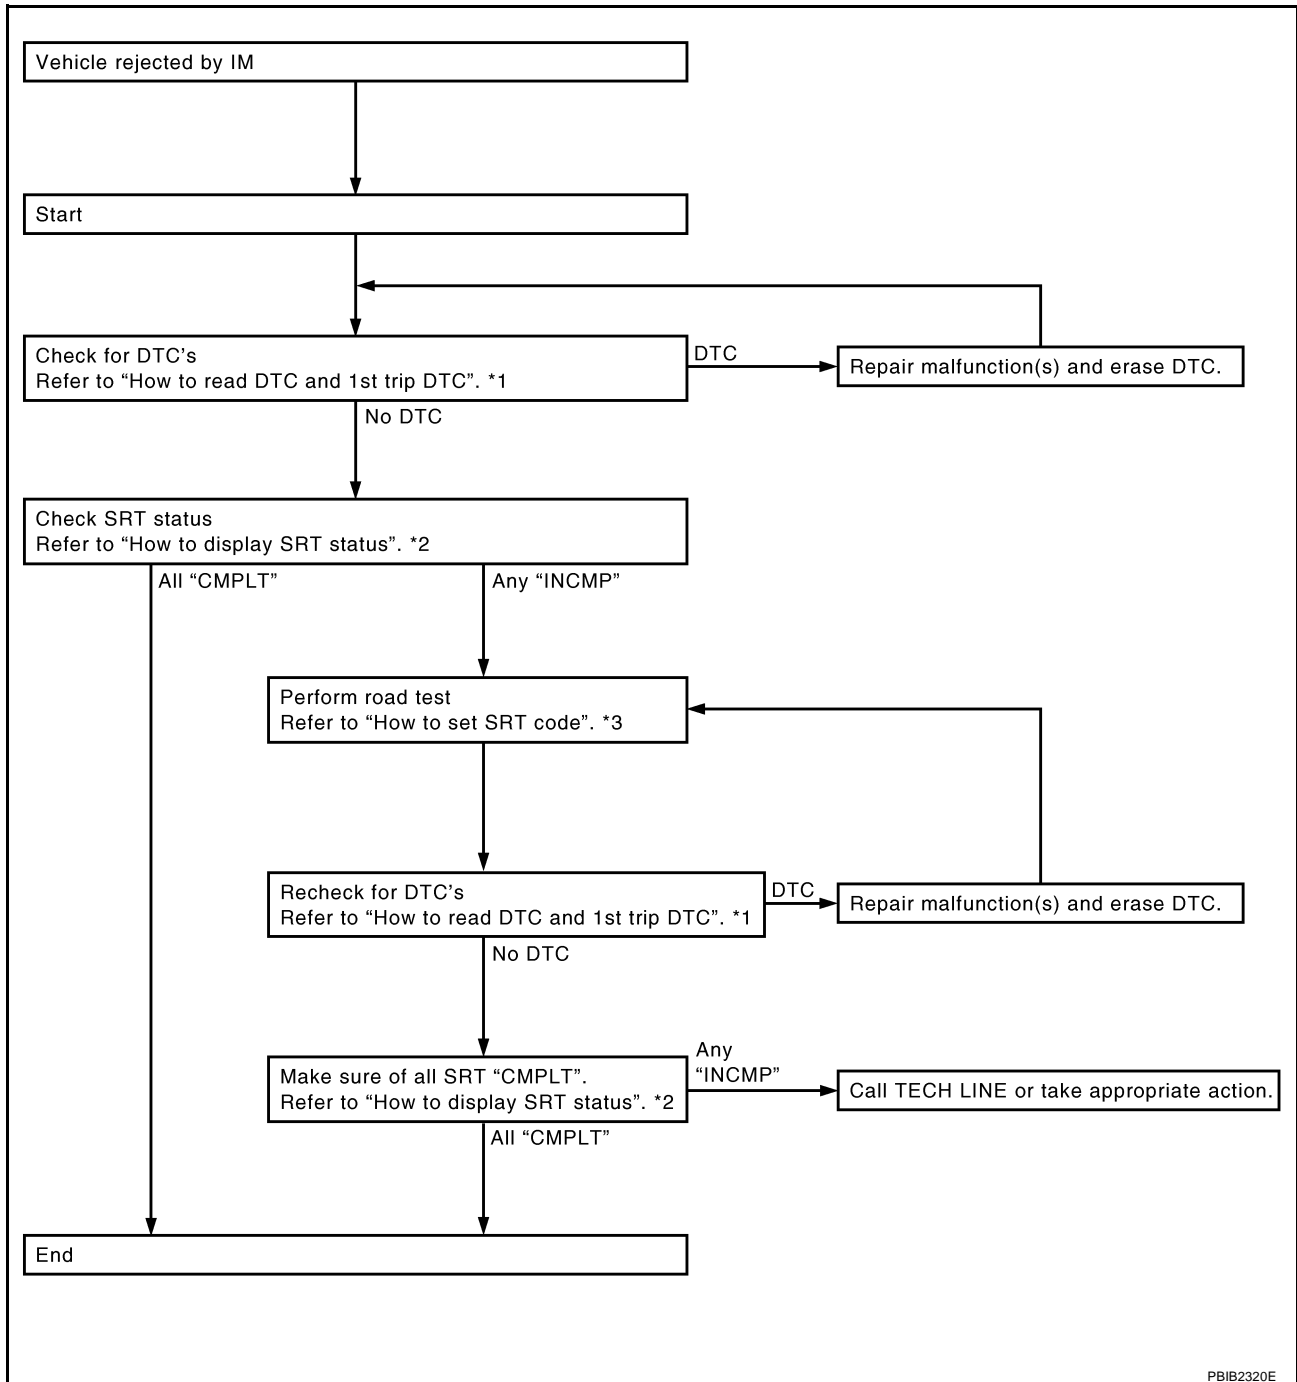 Vehicle rejected by IM
Start
Check for DTC's
Refer to “How to read DTC and 1st trip DTC”. *1
DTC
Repair malfunction(s) and erase DTC.
No DTC
Check SRT status
Refer to “How to display SRT status”. *2
All “CMPLT”
Any “INCMP”
Perform road test
Refer to “How to set SRT code”. *3
Recheck for DTC's
Refer to “How to read DTC and 1st trip DTC”. *1
DTC
Repair malfunction(s) and erase DTC.
No DTC
Make sure of all SRT “CMPLT”.
Refer to “How to display SRT status”. *2
Any
“INCMP”
Call TECH LINE or take appropriate action.
All “CMPLT”
End
PBIB2320E